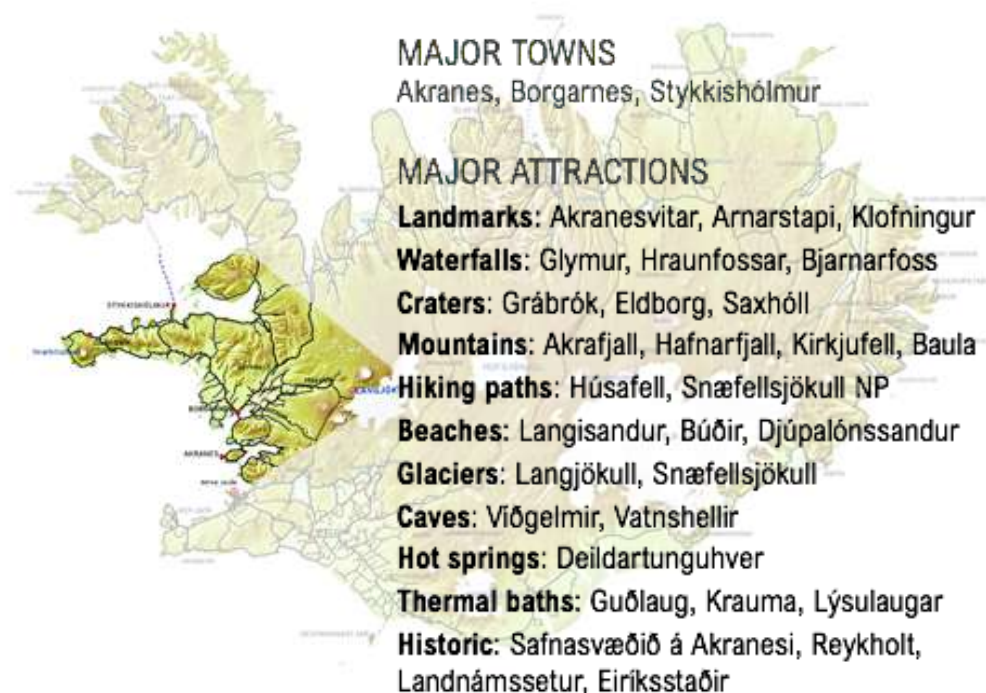 MAJOR TOWNS
Akranes, Borgarnes, Stykkishólmur
MAJOR ATTRACTIONS
Landmarks: Akranesvitar, Arnarstapi, Klofningur
Waterfalls: Glymur, Hraunfossar, Bjarnarfoss
Craters: Grábrók, Eldborg, Saxhóll
Mountains: Akrafjall, Hafnarfjall, Kirkjufell, Baula
Hiking paths: Húsafell, Snæfellsjökull NP
Beaches: Langisandur, Búðir, Djúpalónssandur
Glaciers: Langjökull, Snæfellsjökull
Caves: Víðgelmir, Vatnshellir
Hot springs: Deildartunguhver
Thermal baths: Guðlaug, Krauma, Lýsulaugar
Historic: Safnasvæðið á Akranesi, Reykholt,
Landnámssetur, Eiríksstaðir
AKRANES